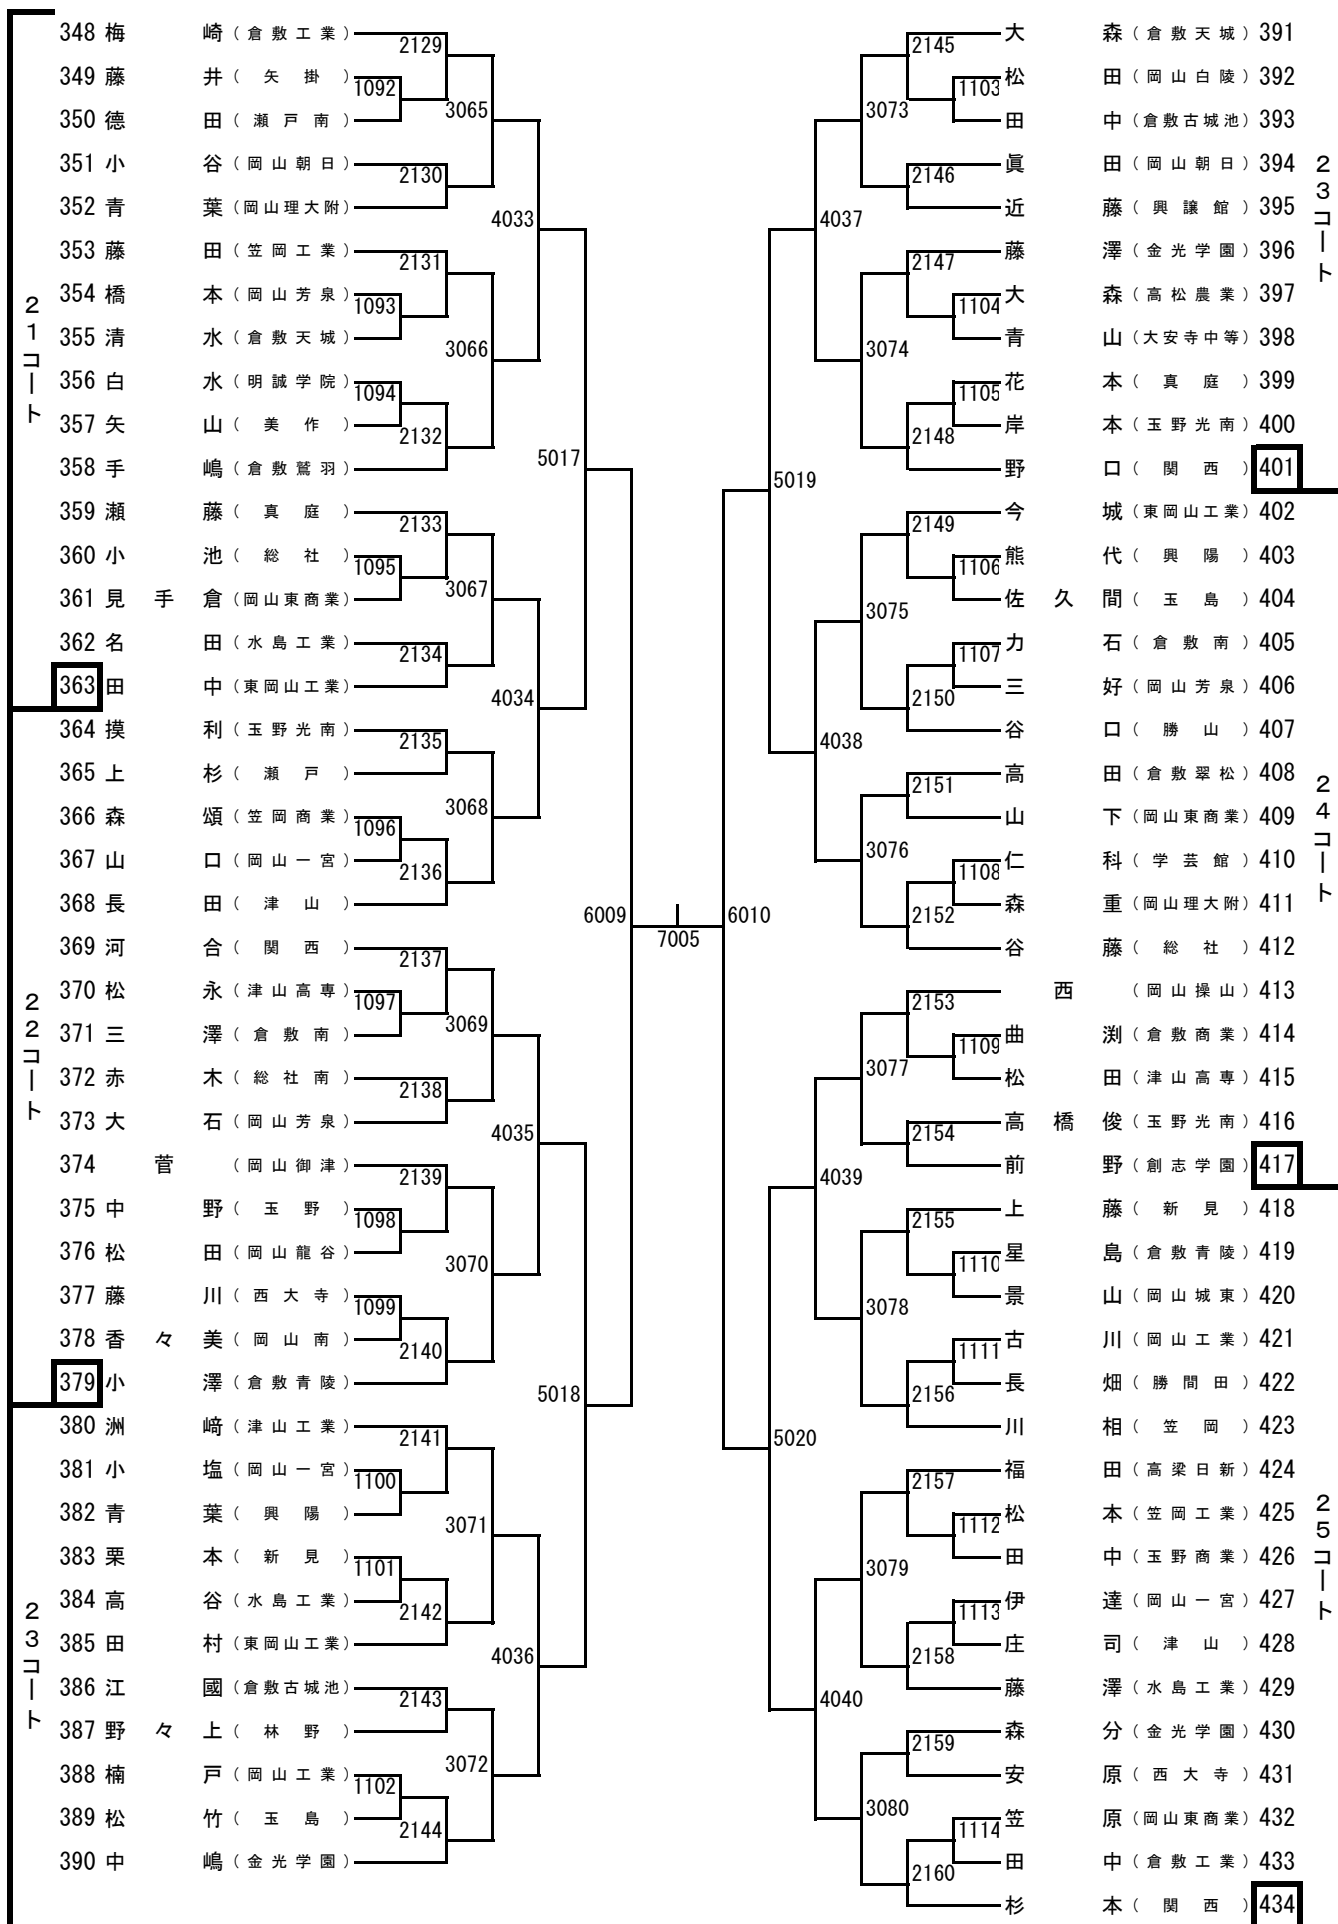 348 梅崎 (倉敷工業)
349 藤井 (矢掛)
350 德田 (瀬戸南)
351 小谷 (岡山朝日)
352 青葉 (岡山理大附)
353 藤田 (笠岡工業)
354 橋本 (岡山芳泉)
355 清水 (倉敷天城)
356 白水 (明誠学院)
357 矢山 (美作)
358 手嶋 (倉敷鷲羽)
359 瀬藤 (真庭)
360 小池 (総社)
361 見手倉 (岡山東商業)
362 名田 (水島工業)
363 田中 (東岡山工業)
364 摸利 (玉野光南)
365 上杉 (瀬戸)
366 森頌 (笠岡商業)
367 山口 (岡山一宮)
368 長田 (津山)
369 河合 (関西)
370 松永 (津山高専)
371 三澤 (倉敷南)
372 赤木 (総社南)
373 大石 (岡山芳泉)
374 菅 (岡山御津)
375 中野 (玉野)
376 松田 (岡山龍谷)
377 藤川 (西大寺)
378 香々美 (岡山南)
379 小澤 (倉敷青陵)
380 洲﨑 (津山工業)
381 小塩 (岡山一宮)
382 青葉 (興陽)
383 栗本 (新見)
384 高谷 (水島工業)
385 田村 (東岡山工業)
386 江國 (倉敷古城池)
387 野々上 (林野)
388 楠戸 (岡山工業)
389 松竹 (玉島)
390 中嶋 (金光学園)
21コート
22コート
23コート
1092
1093
1094
1095
1096
1097
1098
1099
1100
1101
1102
2129
2130
2131
2132
2133
2134
2135
2136
2137
2138
2139
2140
2141
2142
2143
2144
3065
3066
3067
3068
3069
3070
3071
3072
4033
4034
4035
4036
5017
5018
6009
7005
6010
5019
5020
4037
4038
4039
4040
3073
3074
3075
3076
3077
3078
3079
3080
2145
2146
2147
2148
2149
2150
2151
2152
2153
2154
2155
2156
2157
2158
2159
2160
1103
1104
1105
1106
1107
1108
1109
1110
1111
1112
1113
1114
大森 (倉敷天城) 391
松田 (岡山白陵) 392
田中 (倉敷古城池) 393
眞田 (岡山朝日) 394
近藤 (興譲館) 395
藤澤 (金光学園) 396
大森 (高松農業) 397
青山 (大安寺中等) 398
花本 (真庭) 399
岸本 (玉野光南) 400
野口 (関西) 401
今城 (東岡山工業) 402
熊代 (興陽) 403
佐久間 (玉島) 404
力石 (倉敷南) 405
三好 (岡山芳泉) 406
谷口 (勝山) 407
高田 (倉敷翠松) 408
山下 (岡山東商業) 409
仁科 (学芸館) 410
森重 (岡山理大附) 411
谷藤 (総社) 412
西 (岡山操山) 413
曲渕 (倉敷商業) 414
松田 (津山高専) 415
高橋俊 (玉野光南) 416
前野 (創志学園) 417
上藤 (新見) 418
星島 (倉敷青陵) 419
景山 (岡山城東) 420
古川 (岡山工業) 421
長畑 (勝間田) 422
川相 (笠岡) 423
福田 (高梁日新) 424
松本 (笠岡工業) 425
田中 (玉野商業) 426
伊達 (岡山一宮) 427
庄司 (津山) 428
藤澤 (水島工業) 429
森分 (金光学園) 430
安原 (西大寺) 431
笠原 (岡山東商業) 432
田中 (倉敷工業) 433
杉本 (関西) 434
23コート
24コート
25コート